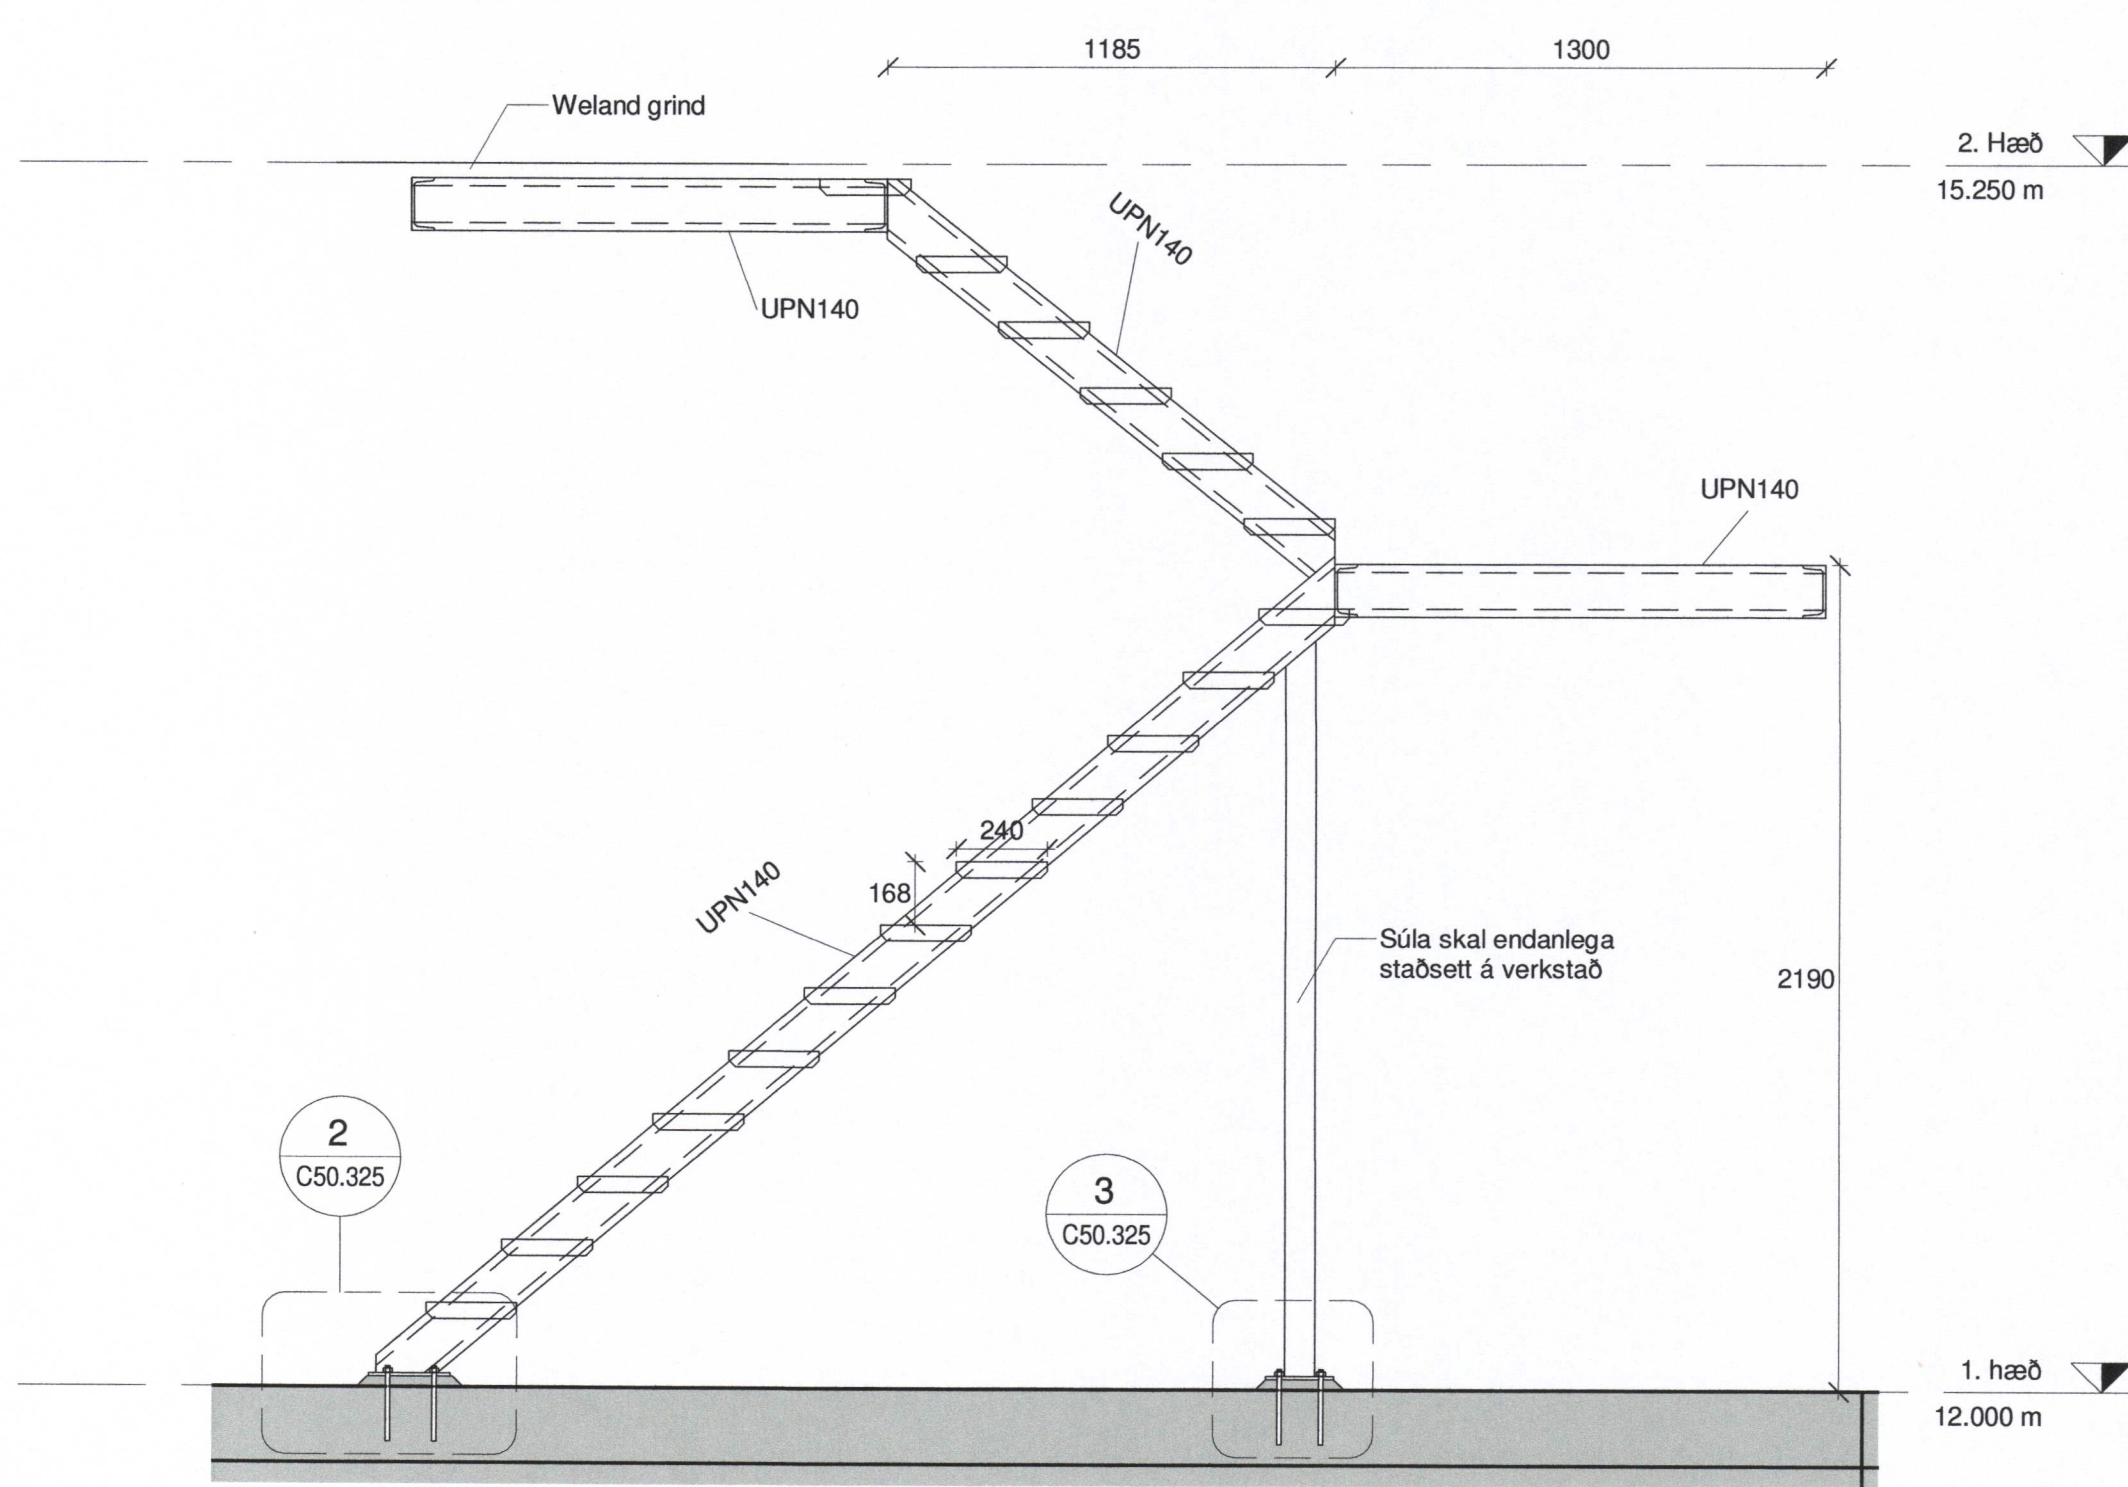 1185
1300
Weland grind
2. Hæð
15.250 m
UPN140
UPN140
UPN140
240
168
UPN140
Súla skal endanlega
staðsett á verkstað
2190
2
C50.325
3
C50.325
1. hæð
12.000 m